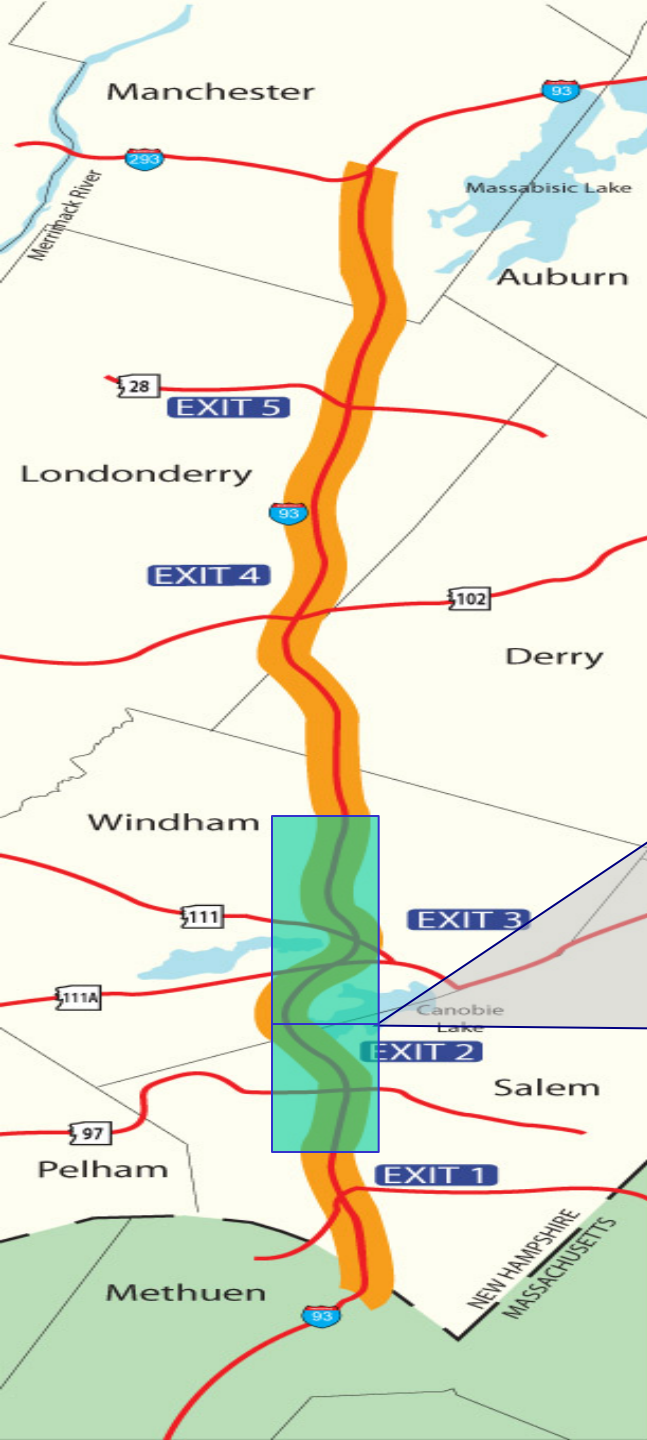 Manchester
93
293
Massabisic Lake
Merrimack River
Auburn
28
EXIT 5
Londonderry
93
EXIT 4
102
Derry
Windham
111
EXIT 3
111A
Canobie
Lake
EXIT 2
Salem
97
Pelham
EXIT 1
NEW HAMPSHIRE
MASSACHUSETTS
Methuen
93